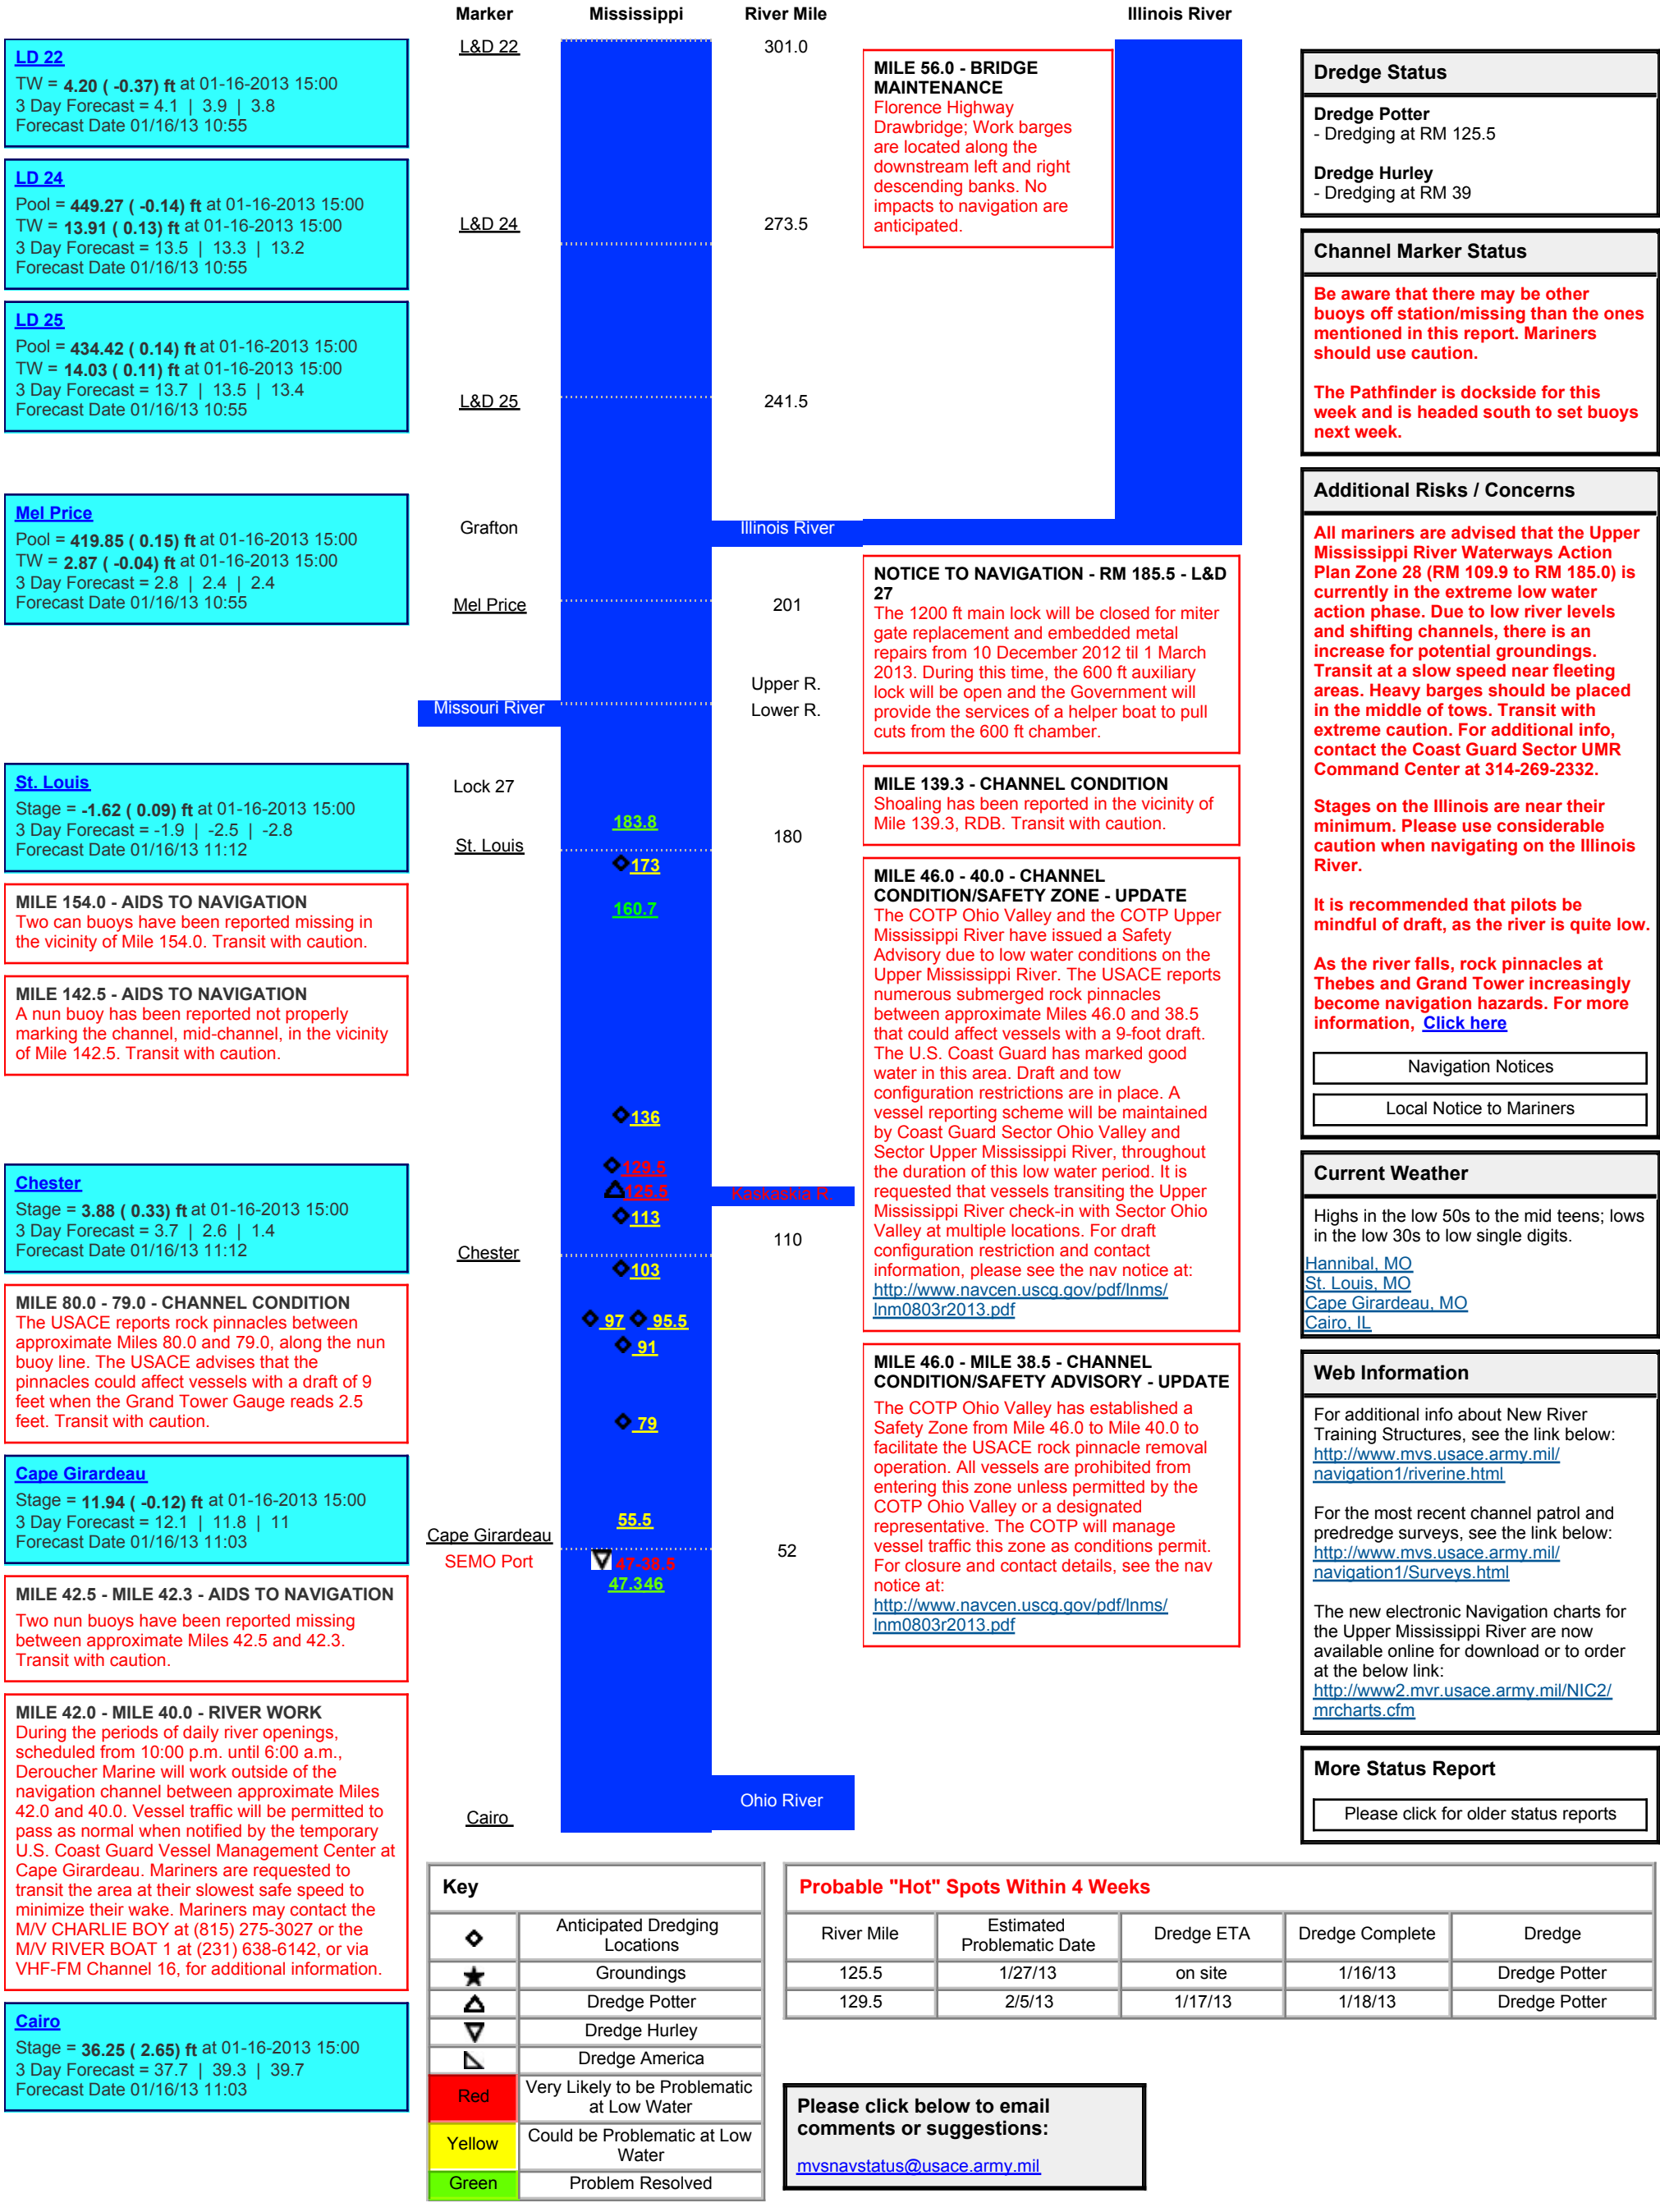 Marker Mississippi River Mile Illinois River
LD 22
TW = 4.20 ( -0.37) ft at 01-16-2013 15:00
3 Day Forecast = 4.1 | 3.9 | 3.8
Forecast Date 01/16/13 10:55
LD 24
Pool = 449.27 ( -0.14) ft at 01-16-2013 15:00
TW = 13.91 ( 0.13) ft at 01-16-2013 15:00
3 Day Forecast = 13.5 | 13.3 | 13.2
Forecast Date 01/16/13 10:55
LD 25
Pool = 434.42 ( 0.14) ft at 01-16-2013 15:00
TW = 14.03 ( 0.11) ft at 01-16-2013 15:00
3 Day Forecast = 13.7 | 13.5 | 13.4
Forecast Date 01/16/13 10:55
Mel Price
Pool = 419.85 ( 0.15) ft at 01-16-2013 15:00
TW = 2.87 ( -0.04) ft at 01-16-2013 15:00
3 Day Forecast = 2.8 | 2.4 | 2.4
Forecast Date 01/16/13 10:55
St. Louis
Stage = -1.62 ( 0.09) ft at 01-16-2013 15:00
3 Day Forecast = -1.9 | -2.5 | -2.8
Forecast Date 01/16/13 11:12
MILE 154.0 - AIDS TO NAVIGATION
Two can buoys have been reported missing in
the vicinity of Mile 154.0. Transit with caution.
MILE 142.5 - AIDS TO NAVIGATION
A nun buoy has been reported not properly
marking the channel, mid-channel, in the vicinity
of Mile 142.5. Transit with caution.
Chester
Stage = 3.88 ( 0.33) ft at 01-16-2013 15:00
3 Day Forecast = 3.7 | 2.6 | 1.4
Forecast Date 01/16/13 11:12
MILE 80.0 - 79.0 - CHANNEL CONDITION
The USACE reports rock pinnacles between
approximate Miles 80.0 and 79.0, along the nun
buoy line. The USACE advises that the
pinnacles could affect vessels with a draft of 9
feet when the Grand Tower Gauge reads 2.5
feet. Transit with caution.
Cape Girardeau
Stage = 11.94 ( -0.12) ft at 01-16-2013 15:00
3 Day Forecast = 12.1 | 11.8 | 11
Forecast Date 01/16/13 11:03
MILE 42.5 - MILE 42.3 - AIDS TO NAVIGATION
Two nun buoys have been reported missing
between approximate Miles 42.5 and 42.3.
Transit with caution.
MILE 42.0 - MILE 40.0 - RIVER WORK
During the periods of daily river openings,
scheduled from 10:00 p.m. until 6:00 a.m.,
Deroucher Marine will work outside of the
navigation channel between approximate Miles
42.0 and 40.0. Vessel traffic will be permitted to
pass as normal when notified by the temporary
U.S. Coast Guard Vessel Management Center at
Cape Girardeau. Mariners are requested to
transit the area at their slowest safe speed to
minimize their wake. Mariners may contact the
M/V CHARLIE BOY at (815) 275-3027 or the
M/V RIVER BOAT 1 at (231) 638-6142, or via
VHF-FM Channel 16, for additional information.
Cairo
Stage = 36.25 ( 2.65) ft at 01-16-2013 15:00
3 Day Forecast = 37.7 | 39.3 | 39.7
Forecast Date 01/16/13 11:03
L&D 22 301.0
L&D 24 273.5
L&D 25 241.5
Grafton Illinois River
Mel Price 201
Upper R.
Missouri River Lower R.
Lock 27
183.8
St. Louis 180
173
160.7
136
129.5
125.5 Kaskaskia R.
113
Chester 110
103
97 95.5
91
79
55.5
Cape Girardeau 52
SEMO Port 47-38.5
47.346
Ohio River
Cairo
MILE 56.0 - BRIDGE
MAINTENANCE
Florence Highway
Drawbridge; Work barges
are located along the
downstream left and right
descending banks. No
impacts to navigation are
anticipated.
NOTICE TO NAVIGATION - RM 185.5 - L&D
27
The 1200 ft main lock will be closed for miter
gate replacement and embedded metal
repairs from 10 December 2012 til 1 March
2013. During this time, the 600 ft auxiliary
lock will be open and the Government will
provide the services of a helper boat to pull
cuts from the 600 ft chamber.
MILE 139.3 - CHANNEL CONDITION
Shoaling has been reported in the vicinity of
Mile 139.3, RDB. Transit with caution.
MILE 46.0 - 40.0 - CHANNEL
CONDITION/SAFETY ZONE - UPDATE
The COTP Ohio Valley and the COTP Upper
Mississippi River have issued a Safety
Advisory due to low water conditions on the
Upper Mississippi River. The USACE reports
numerous submerged rock pinnacles
between approximate Miles 46.0 and 38.5
that could affect vessels with a 9-foot draft.
The U.S. Coast Guard has marked good
water in this area. Draft and tow
configuration restrictions are in place. A
vessel reporting scheme will be maintained
by Coast Guard Sector Ohio Valley and
Sector Upper Mississippi River, throughout
the duration of this low water period. It is
requested that vessels transiting the Upper
Mississippi River check-in with Sector Ohio
Valley at multiple locations. For draft
configuration restriction and contact
information, please see the nav notice at:
http://www.navcen.uscg.gov/pdf/lnms/
lnm0803r2013.pdf
MILE 46.0 - MILE 38.5 - CHANNEL
CONDITION/SAFETY ADVISORY - UPDATE
The COTP Ohio Valley has established a
Safety Zone from Mile 46.0 to Mile 40.0 to
facilitate the USACE rock pinnacle removal
operation. All vessels are prohibited from
entering this zone unless permitted by the
COTP Ohio Valley or a designated
representative. The COTP will manage
vessel traffic this zone as conditions permit.
For closure and contact details, see the nav
notice at:
http://www.navcen.uscg.gov/pdf/lnms/
lnm0803r2013.pdf
Dredge Status
Dredge Potter
- Dredging at RM 125.5
Dredge Hurley
- Dredging at RM 39
Channel Marker Status
Be aware that there may be other
buoys off station/missing than the ones
mentioned in this report. Mariners
should use caution.
The Pathfinder is dockside for this
week and is headed south to set buoys
next week.
Additional Risks / Concerns
All mariners are advised that the Upper
Mississippi River Waterways Action
Plan Zone 28 (RM 109.9 to RM 185.0) is
currently in the extreme low water
action phase. Due to low river levels
and shifting channels, there is an
increase for potential groundings.
Transit at a slow speed near fleeting
areas. Heavy barges should be placed
in the middle of tows. Transit with
extreme caution. For additional info,
contact the Coast Guard Sector UMR
Command Center at 314-269-2332.
Stages on the Illinois are near their
minimum. Please use considerable
caution when navigating on the Illinois
River.
It is recommended that pilots be
mindful of draft, as the river is quite low.
As the river falls, rock pinnacles at
Thebes and Grand Tower increasingly
become navigation hazards. For more
information, Click here
Navigation Notices
Local Notice to Mariners
Current Weather
Highs in the low 50s to the mid teens; lows
in the low 30s to low single digits.
Hannibal, MO
St. Louis, MO
Cape Girardeau, MO
Cairo, IL
Web Information
For additional info about New River
Training Structures, see the link below:
http://www.mvs.usace.army.mil/
navigation1/riverine.html
For the most recent channel patrol and
predredge surveys, see the link below:
http://www.mvs.usace.army.mil/
navigation1/Surveys.html
The new electronic Navigation charts for
the Upper Mississippi River are now
available online for download or to order
at the below link:
http://www2.mvr.usace.army.mil/NIC2/
mrcharts.cfm
More Status Report
Please click for older status reports
Key
Anticipated Dredging
Locations
Groundings
Dredge Potter
Dredge Hurley
Dredge America
Red Very Likely to be Problematic
at Low Water
Yellow Could be Problematic at Low
Water
Green Problem Resolved
Probable "Hot" Spots Within 4 Weeks
River Mile Estimated
Problematic Date Dredge ETA Dredge Complete Dredge
125.5 1/27/13 on site 1/16/13 Dredge Potter
129.5 2/5/13 1/17/13 1/18/13 Dredge Potter
Please click below to email
comments or suggestions:
mvsnavstatus@usace.army.mil